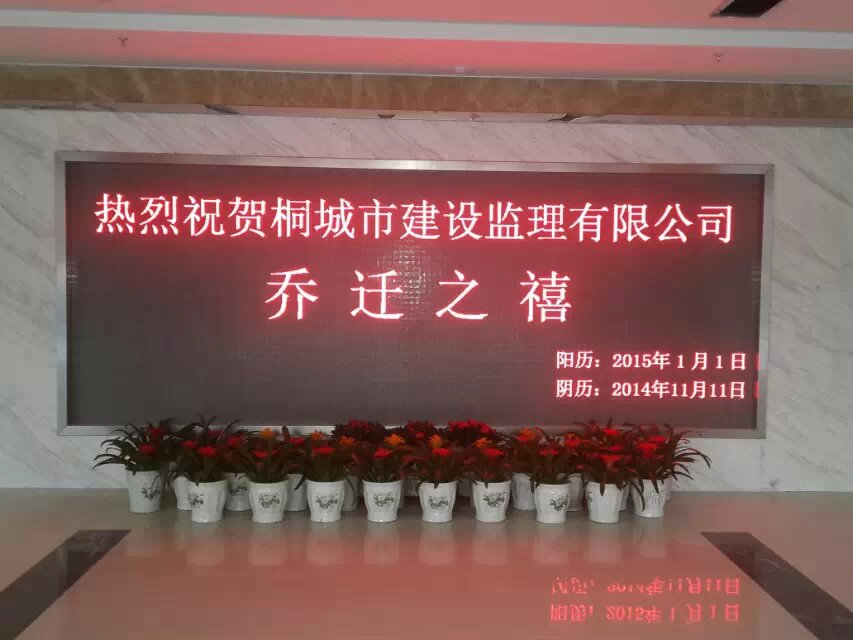 热烈祝贺桐城市建设监理有限公司
乔迁之禧
阳历：2015年1月1日
阴历：2014年11月11日